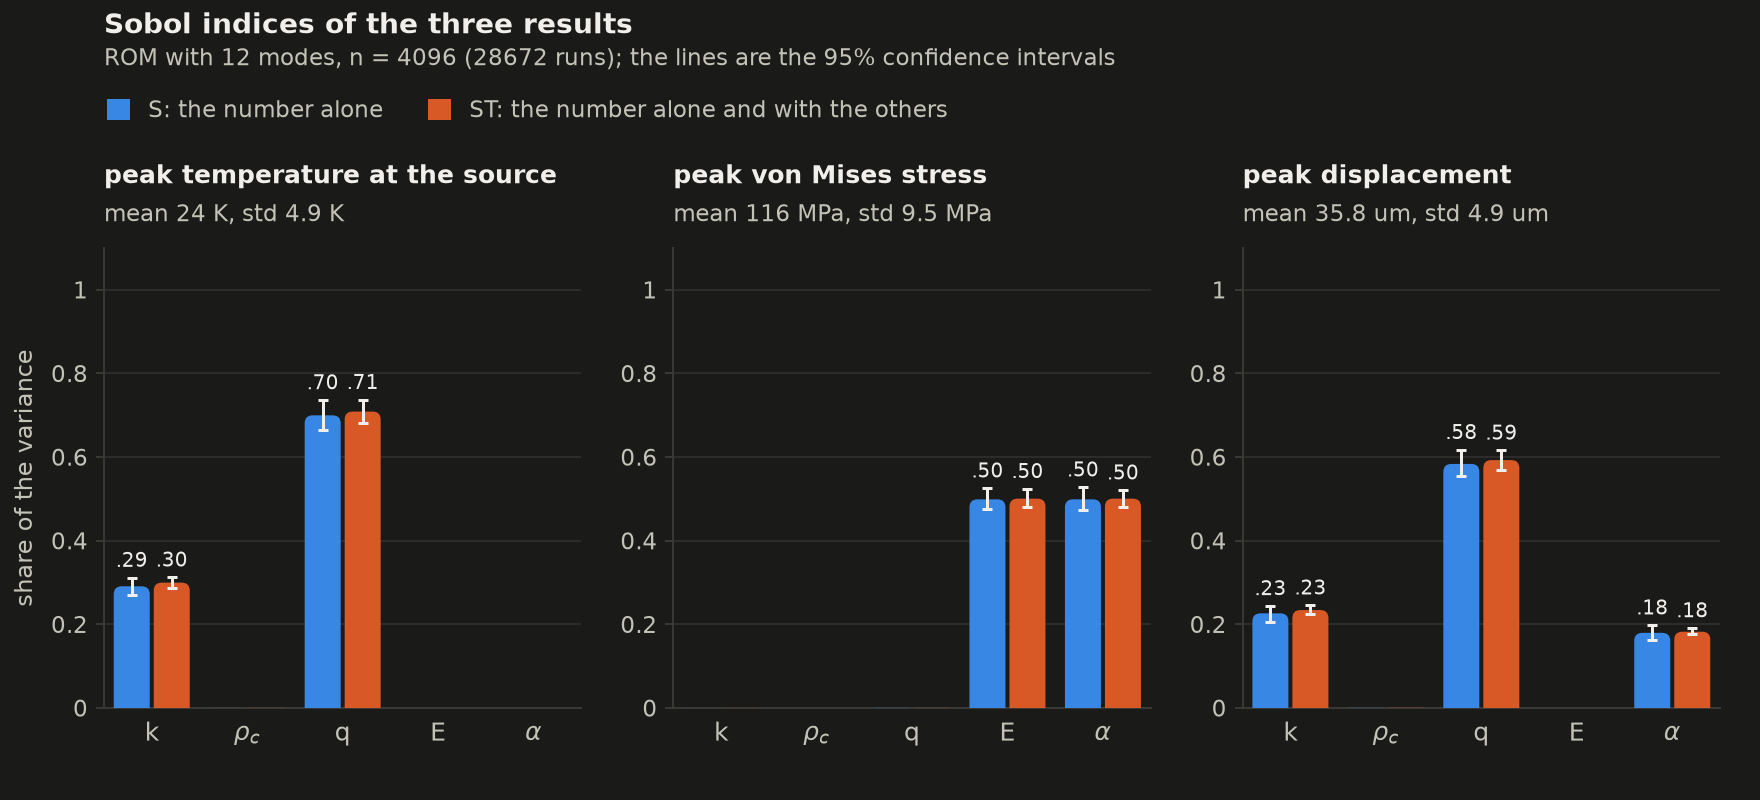 Sobol indices of the three results
ROM with 12 modes, n = 4096 (28672 runs); the lines are the 95% confidence intervals
S: the number alone ST: the number alone and with the others
peak temperature at the source
mean 24 K, std 4.9 K
share of the variance
1
0.8
0.6
0.4
0.2
0
.29 .30
.70 .71
k ρc q E α
peak von Mises stress
mean 116 MPa, std 9.5 MPa
1
0.8
0.6
0.4
0.2
0
.50 .50 .50 .50
k ρc q E α
peak displacement
mean 35.8 um, std 4.9 um
1
0.8
0.6
0.4
0.2
0
.23 .23
.58 .59
.18 .18
k ρc q E α